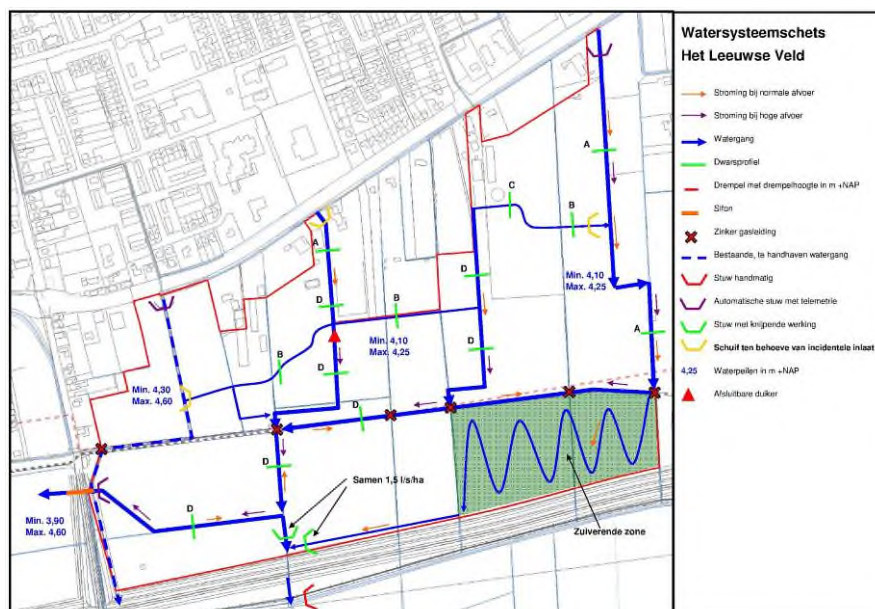 Watersysteemschets
Het Leeuwse Veld
Stroming bij normale afvoer
Stroming bij hoge afvoer
Watergang
Dwarsprofiel
Drempel met drempelhoogte in m +NAP
Sifon
Zinker gasleiding
Bestaande, te handhaven watergang
Stuw handmatig
Automatische stuw met telemetrie
Stuw met knijpende werking
Schuif ten behoeve van incidentele inlaat
4,25 Waterpeilen in m +NAP
Afsluitbare duiker
A
C
B
A
D
Min. 4,10
Max. 4,25
D
B
A
Min. 4,10
Max. 4,25
D
B
D
Min. 4,30
Max. 4,60
D
D
Samen 1,5 l/s/ha
D
Min. 3,90
Max. 4,60
Zuiverende zone